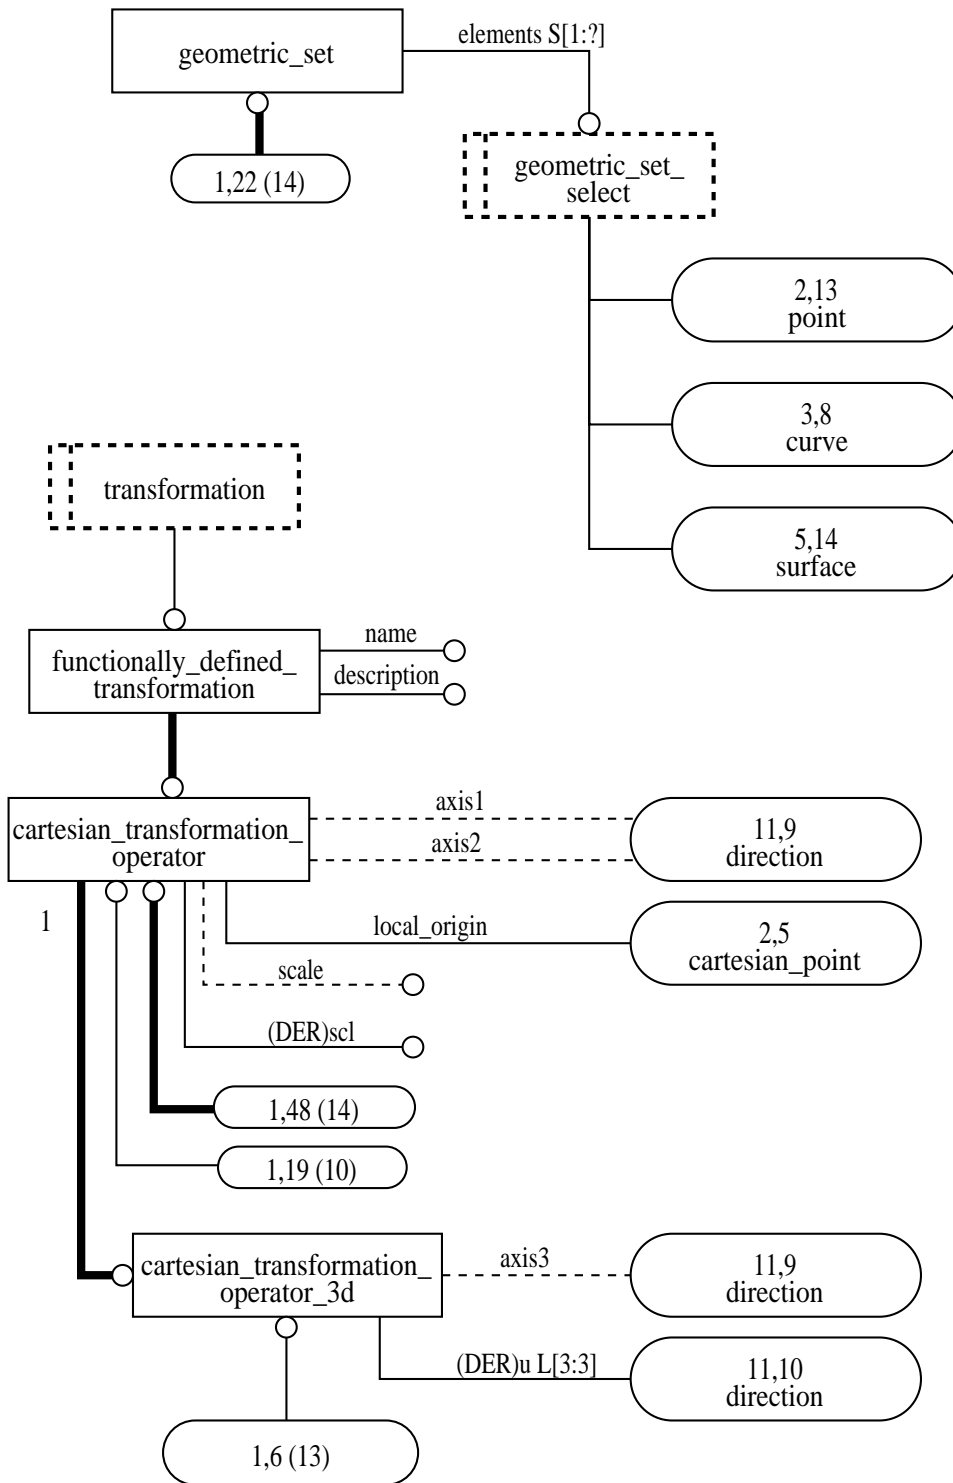 geometric_set
elements S[1:?]
1,22 (14)
geometric_set_
select
2,13
point
3,8
curve
5,14
surface
transformation
functionally_defined_
transformation
name
description
cartesian_transformation_
operator
axis1
axis2
11,9
direction
1
local_origin
2,5
cartesian_point
scale
(DER)scl
1,48 (14)
1,19 (10)
cartesian_transformation_
operator_3d
axis3
11,9
direction
(DER)u L[3:3]
11,10
direction
1,6 (13)